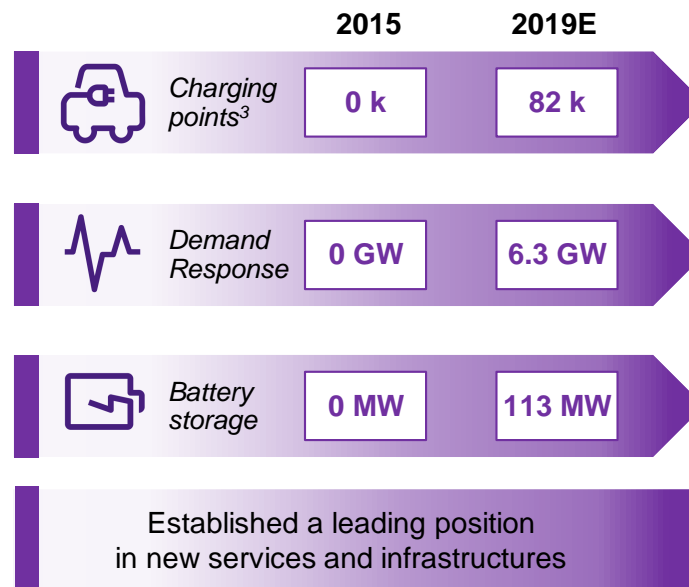 2015 2019E
Charging
points³
0 k 82 k
Demand
Response
0 GW 6.3 GW
Battery
storage
0 MW 113 MW
Established a leading position
in new services and infrastructures